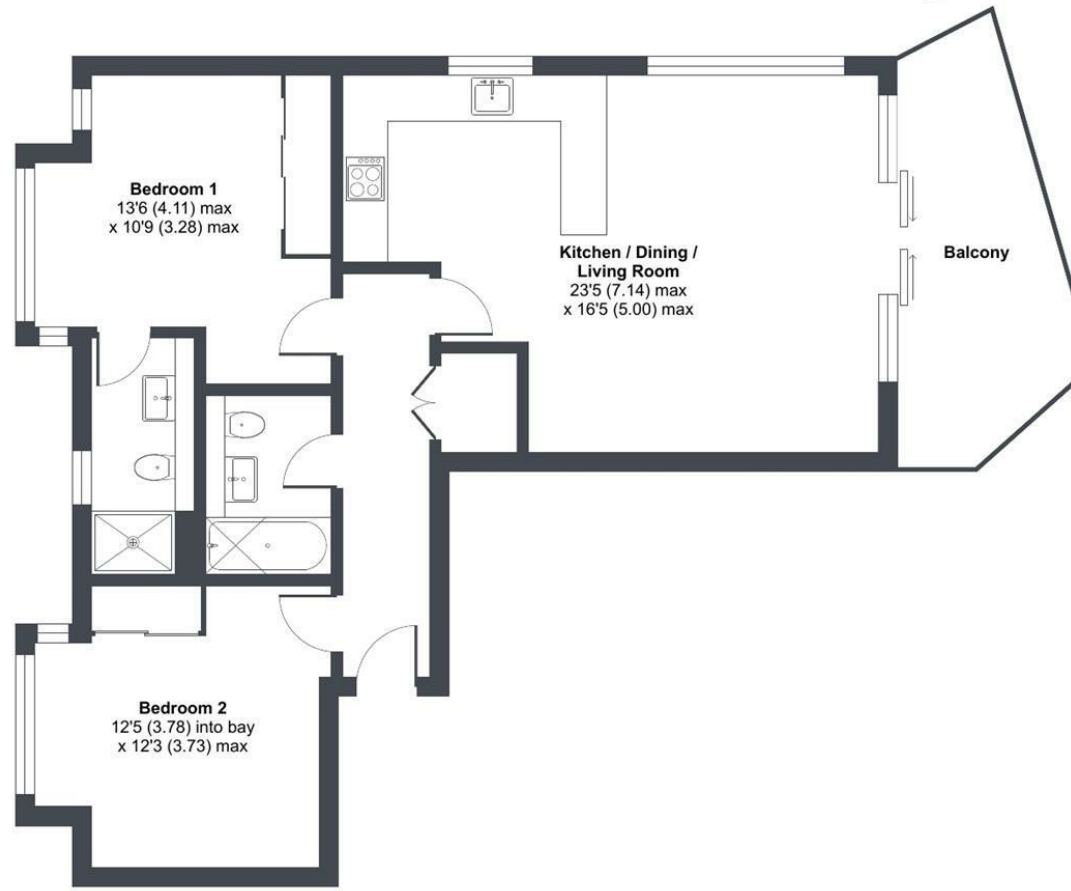 Bedroom 1
13'6 (4.11) max
x 10'9 (3.28) max
Kitchen / Dining /
Living Room
23'5 (7.14) max
x 16'5 (5.00) max
Balcony
Bedroom 2
12'5 (3.78) into bay
x 12'3 (3.73) max